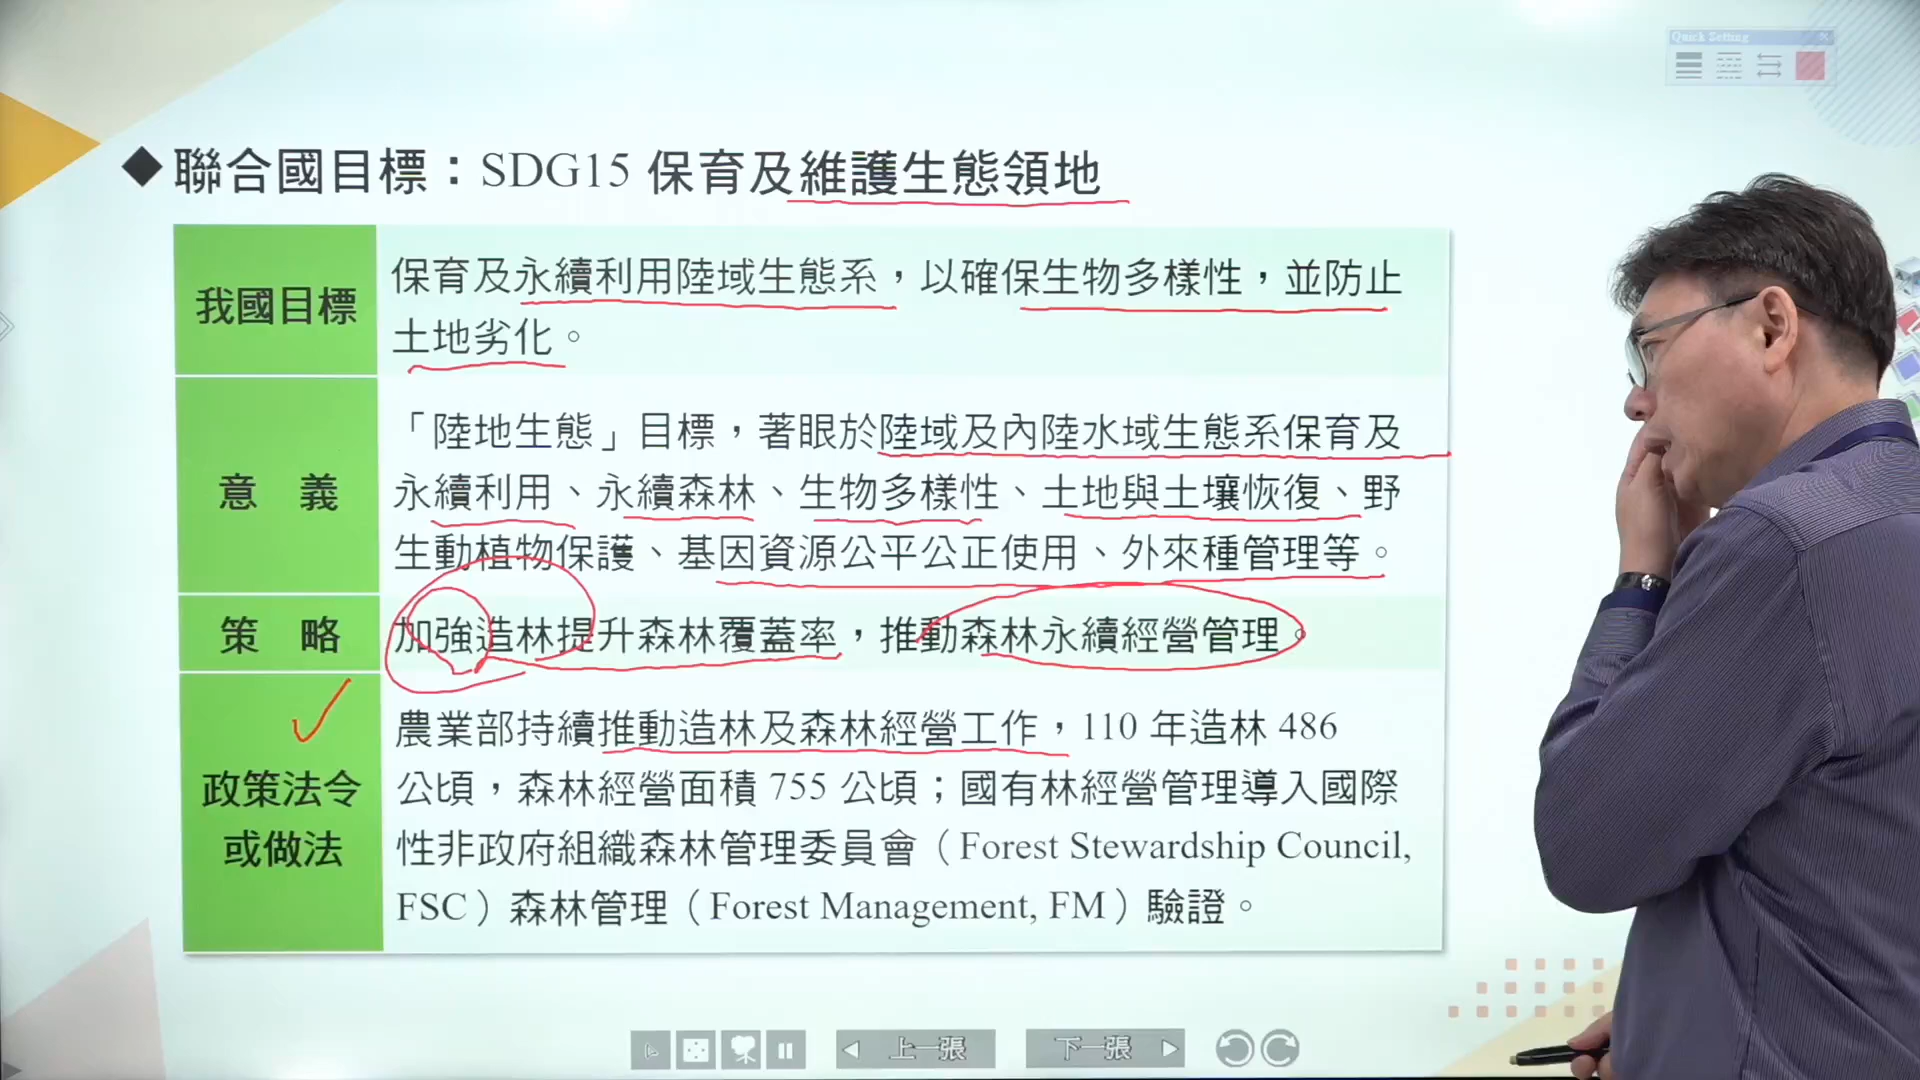 Quick Setting
◆聯合國目標：SDG15 保育及維護生態領地
我國目標
保育及永續利用陸域生態系，以確保生物多樣性，並防止
土地劣化。
意 義
「陸地生態」目標，著眼於陸域及內陸水域生態系保育及
永續利用、永續森林、生物多樣性、土地與土壤恢復、野
生動植物保護、基因資源公平公正使用、外來種管理等。
策 略
加強造林提升森林覆蓋率，推動森林永續經營管理。
政策法令
或做法
農業部持續推動造林及森林經營工作，110 年造林 486
公頃，森林經營面積 755 公頃；國有林經營管理導入國際
性非政府組織森林管理委員會（Forest Stewardship Council,
FSC）森林管理（Forest Management, FM）驗證。
上一張
下一張